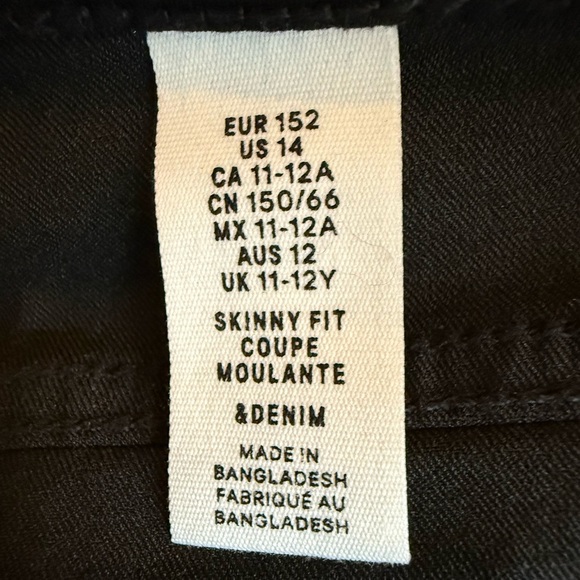 EUR 152
US 14
CA 11-12A
CN 150/66
MX 11-12A
AUS 12
UK 11-12Y
SKINNY FIT
COUPE
MOULANTE
&DENIM
MADE IN
BANGLADESH
FABRIQUÉ AU
BANGLADESH